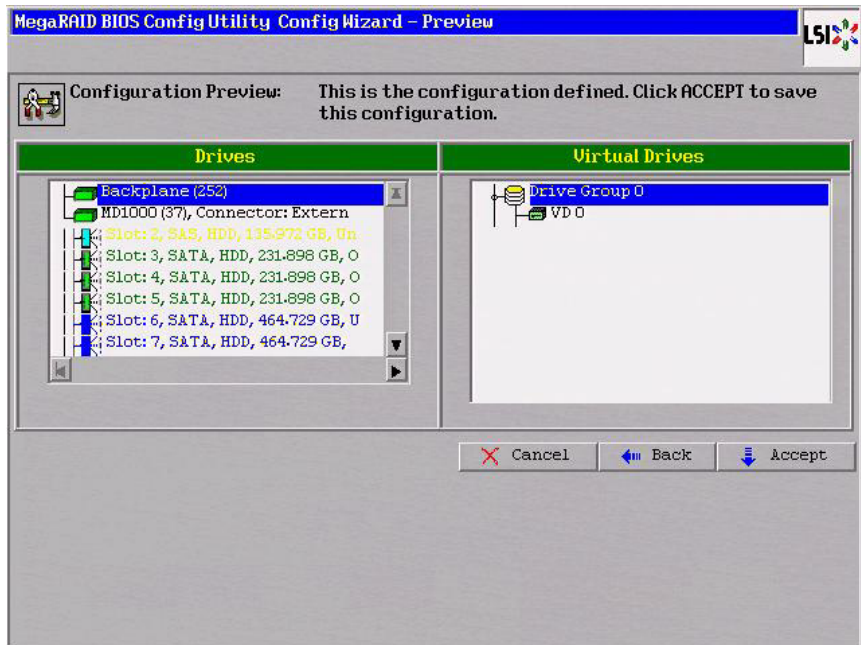 MegaRAID BIOS Config Utility Config Wizard – Preview
LSI
Configuration Preview: This is the configuration defined. Click ACCEPT to save
this configuration.
Drives
Backplane (252)
MD1000 (37), Connector: Extern
Slot: 2, SAS, HDD, 135.972 GB, Un
Slot: 3, SATA, HDD, 231.898 GB, O
Slot: 4, SATA, HDD, 231.898 GB, O
Slot: 5, SATA, HDD, 231.898 GB, O
Slot: 6, SATA, HDD, 464.729 GB, U
Slot: 7, SATA, HDD, 464.729 GB,
Virtual Drives
Drive Group 0
VD 0
Cancel
Back
Accept